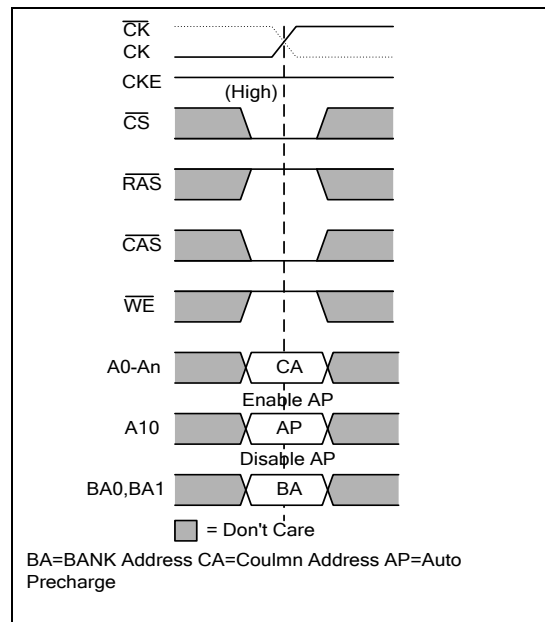 CK
CK
CKE
(High)
CS
RAS
CAS
WE
A0-An
CA
Enable AP
A10
AP
Disable AP
BA0,BA1
BA
= Don't Care
BA=BANK Address CA=Coulmn Address AP=Auto
Precharge